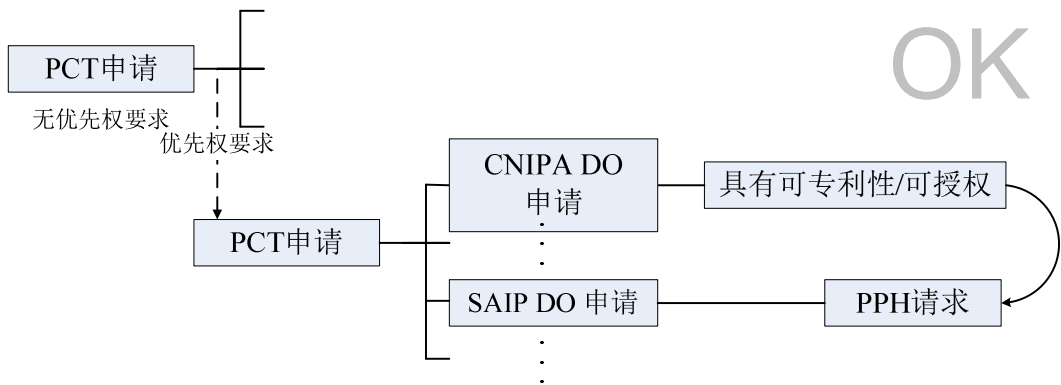 OK
PCT申请
无优先权要求
优先权要求
CNIPA DO
申请
具有可专利性/可授权
PCT申请
SAIP DO 申请
PPH请求